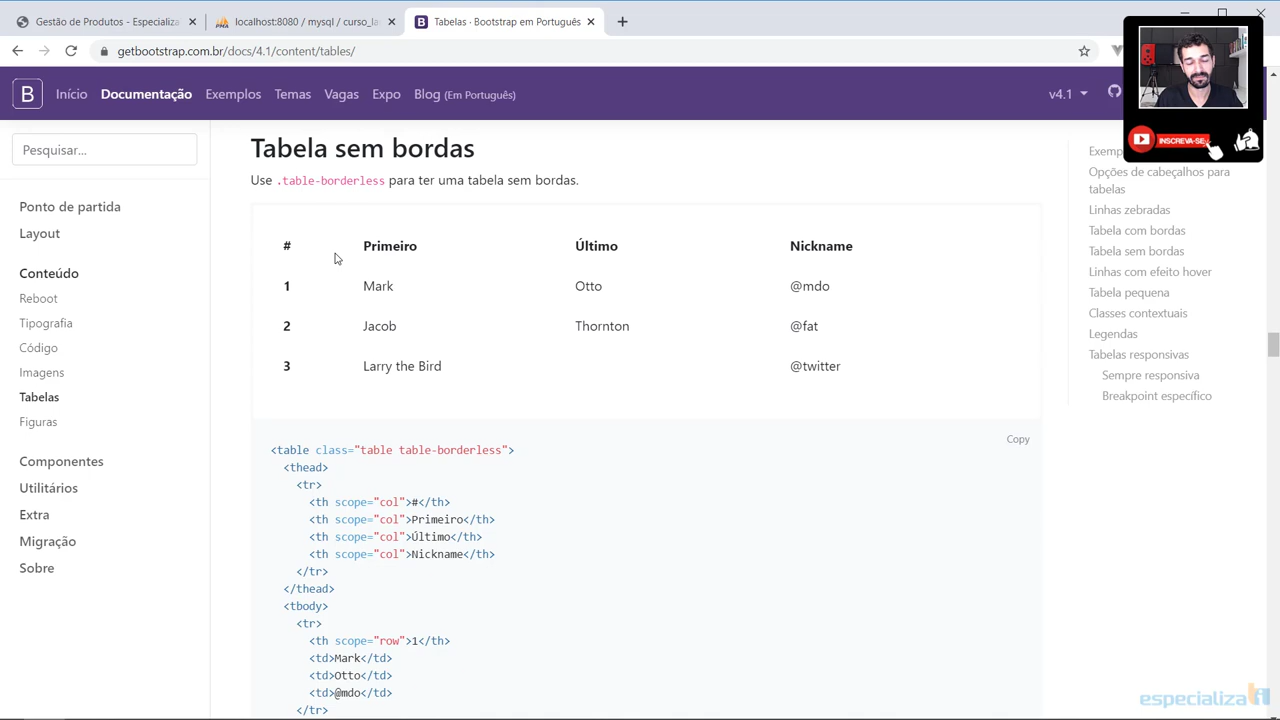 Gestão de Produtos - Especializa
localhost:8080 / mysql / curso_la
Tabelas · Bootstrap em Português
getbootstrap.com.br/docs/4.1/content/tables/
B Início Documentação Exemplos Temas Vagas Expo Blog (Em Português) v4.1
INSCREVA-SE
Pesquisar...
Ponto de partida
Layout
Conteúdo
Reboot
Tipografia
Código
Imagens
Tabelas
Figuras
Componentes
Utilitários
Extra
Migração
Sobre
Tabela sem bordas
Use .table-borderless para ter uma tabela sem bordas.
# Primeiro Último Nickname
1 Mark Otto @mdo
2 Jacob Thornton @fat
3 Larry the Bird @twitter
Copy
<table class="table table-borderless">
<thead>
<tr>
<th scope="col">#</th>
<th scope="col">Primeiro</th>
<th scope="col">Último</th>
<th scope="col">Nickname</th>
</tr>
</thead>
<tbody>
<tr>
<th scope="row">1</th>
<td>Mark</td>
<td>Otto</td>
<td>@mdo</td>
</tr>
Exemp
Opções de cabeçalhos para
tabelas
Linhas zebradas
Tabela com bordas
Tabela sem bordas
Linhas com efeito hover
Tabela pequena
Classes contextuais
Legendas
Tabelas responsivas
Sempre responsiva
Breakpoint específico
especializati